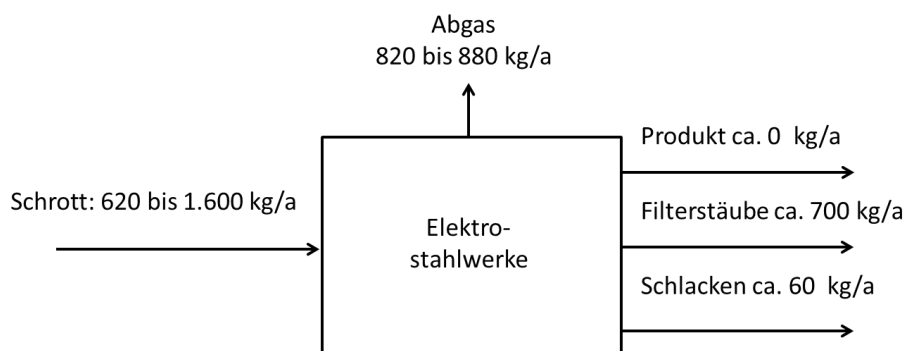 Abgas
820 bis 880 kg/a
Produkt ca. 0 kg/a
Schrott: 620 bis 1.600 kg/a
Filterstäube ca. 700 kg/a
Elektro-
stahlwerke
Schlacken ca. 60 kg/a